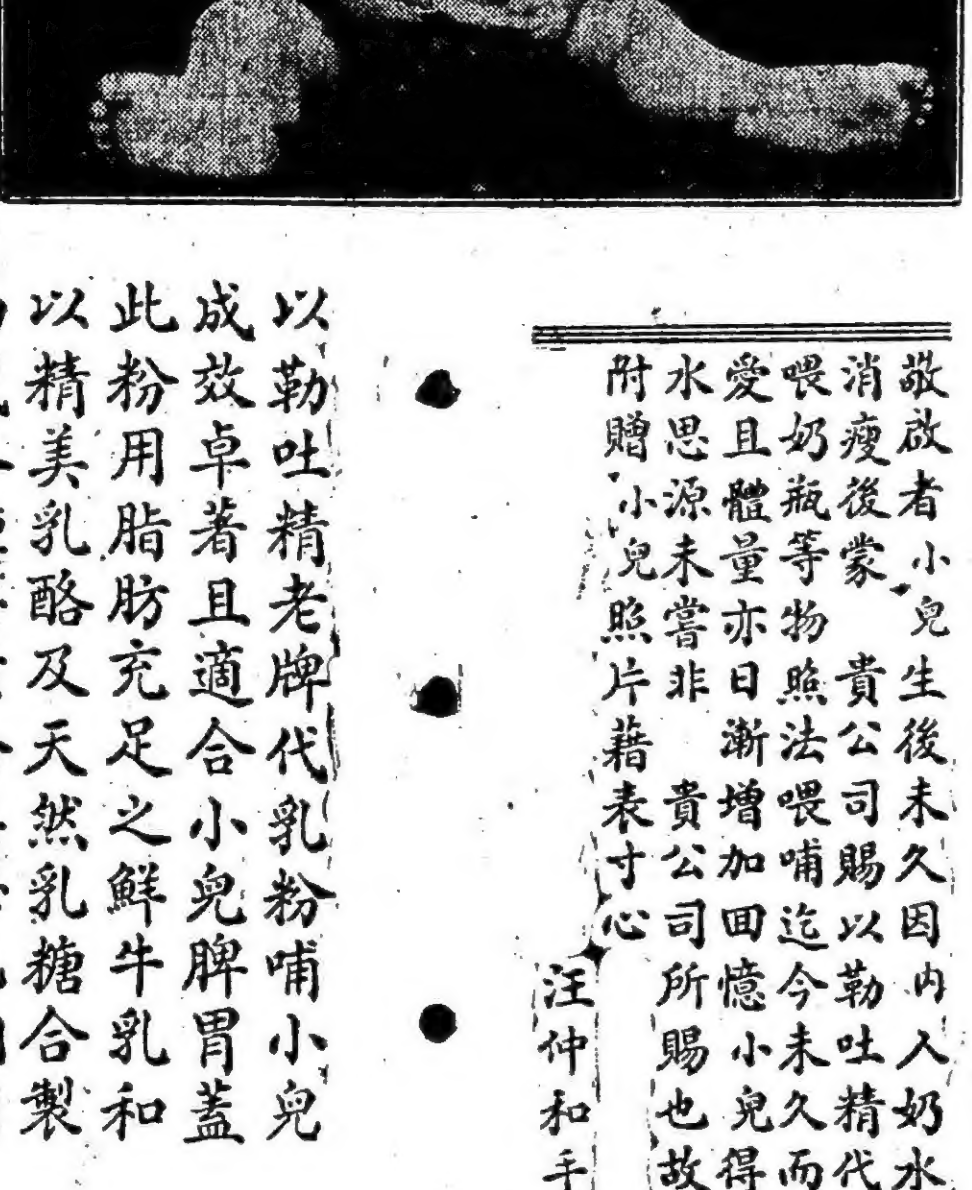 敬啟者小兒生後未久因内人奶水
消瘦後蒙　貴公司賜以勒吐精代
喂奶瓶等物照法喂哺迄今未久而
愛且體量亦日漸增加回憶小兒得
水思源未嘗非　貴公司所賜也故
附贈小兒照片藉表寸心
汪仲和手
以勒吐精老牌代乳粉哺小兒
成效卓著且適合小兒脾胃蓋
此粉用脂肪充足之鮮牛乳和
以精美乳酪及天然乳糖合製